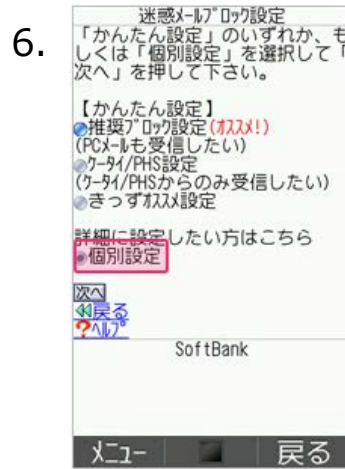 6.
迷惑メールブロック設定
「かんたん設定」のいずれか、も
しくは「個別設定」を選択して「
次へ」を押して下さい。
【かんたん設定】
推奨ブロック設定(オススメ!)
(PCメールも受信したい)
ケータイ/PHS設定
(ケータイ/PHSからのみ受信したい)
きっずオススメ設定
詳細に設定したい方はこちら
個別設定
次へ
戻る
?ヘルプ
SoftBank
メニュー 戻る